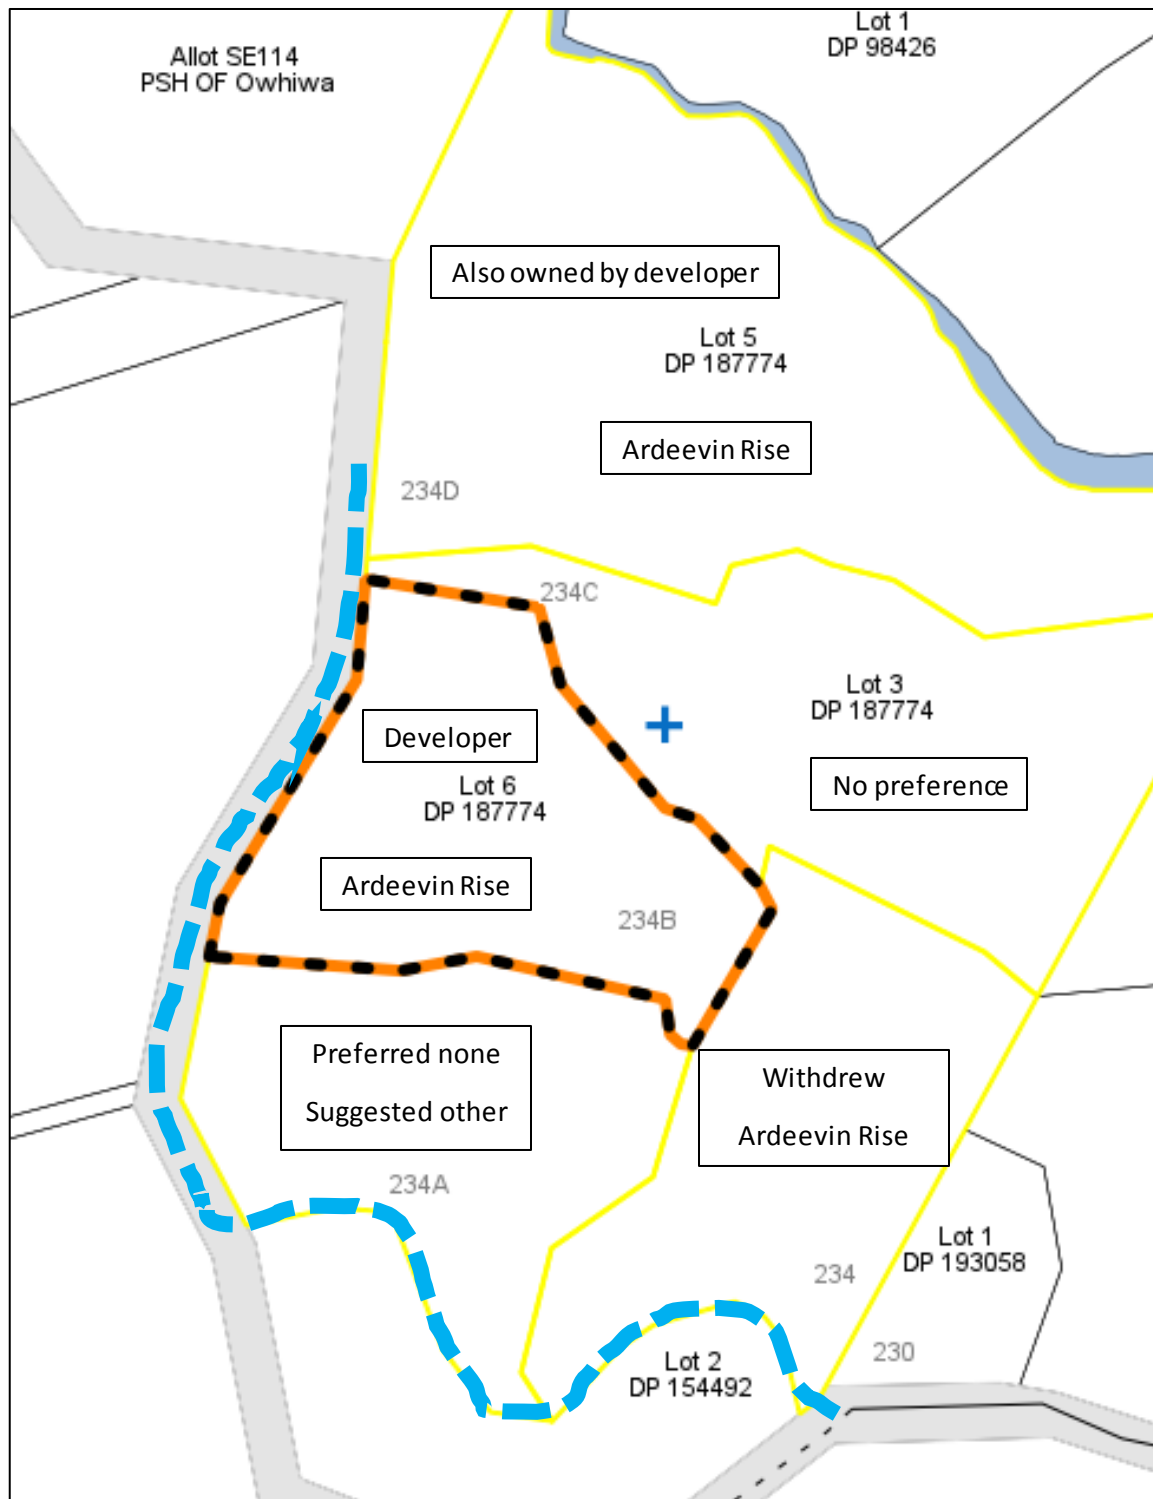 Allot SE114
PSH OF Owhiwa
Lot 1
DP 98426
Also owned by developer
Lot 5
DP 187774
Ardeevin Rise
234D
234C
Lot 3
DP 187774
No preference
Developer
Lot 6
DP 187774
Ardeevin Rise
234B
Preferred none
Suggested other
Withdrew
Ardeevin Rise
234A
Lot 1
DP 193058
234
230
Lot 2
DP 154492